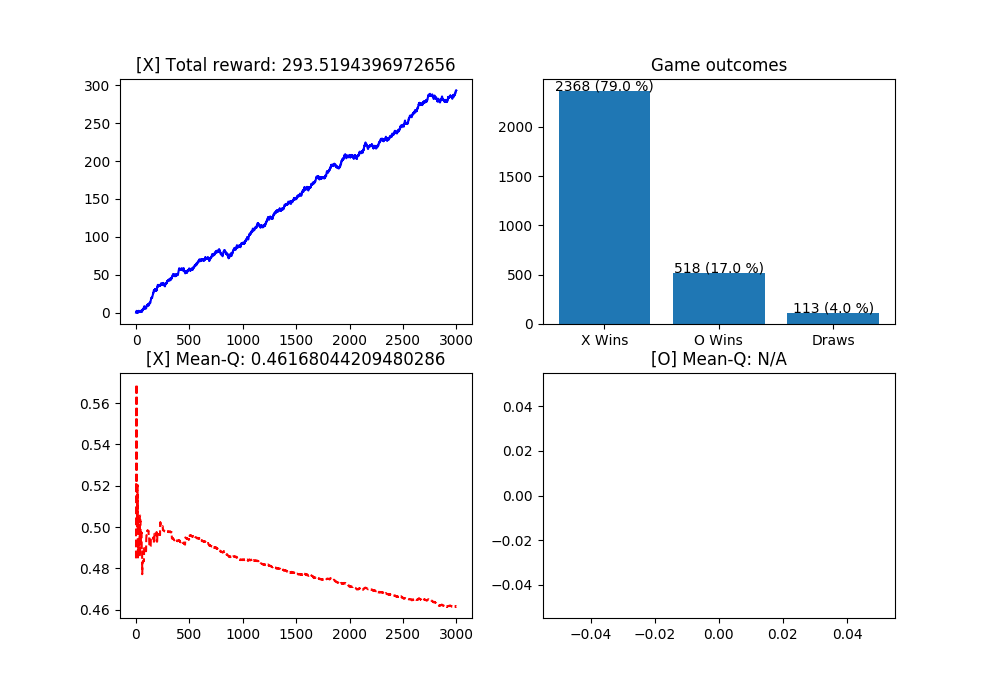 [X] Total reward: 293.5194396972656
300
250
200
150
100
50
0
0 500 1000 1500 2000 2500 3000
Game outcomes
2368 (79.0 %)
518 (17.0 %)
113 (4.0 %)
2000
1500
1000
500
0
X Wins O Wins Draws
[X] Mean-Q: 0.46168044209480286
0.56
0.54
0.52
0.50
0.48
0.46
0 500 1000 1500 2000 2500 3000
[O] Mean-Q: N/A
0.04
0.02
0.00
−0.02
−0.04
−0.04 −0.02 0.00 0.02 0.04